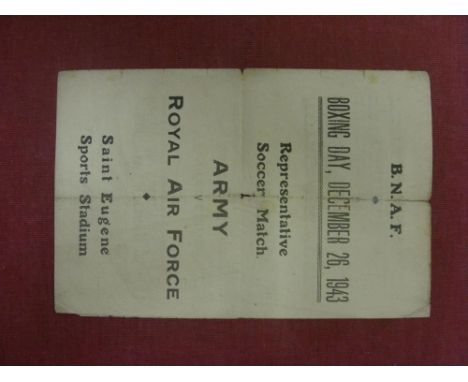 B.N.A.F.
BOXING DAY, DECEMBER 26, 1943
Representative
Soccer Match.
ARMY
v
ROYAL AIR FORCE
Saint Eugene
Sports Stadium